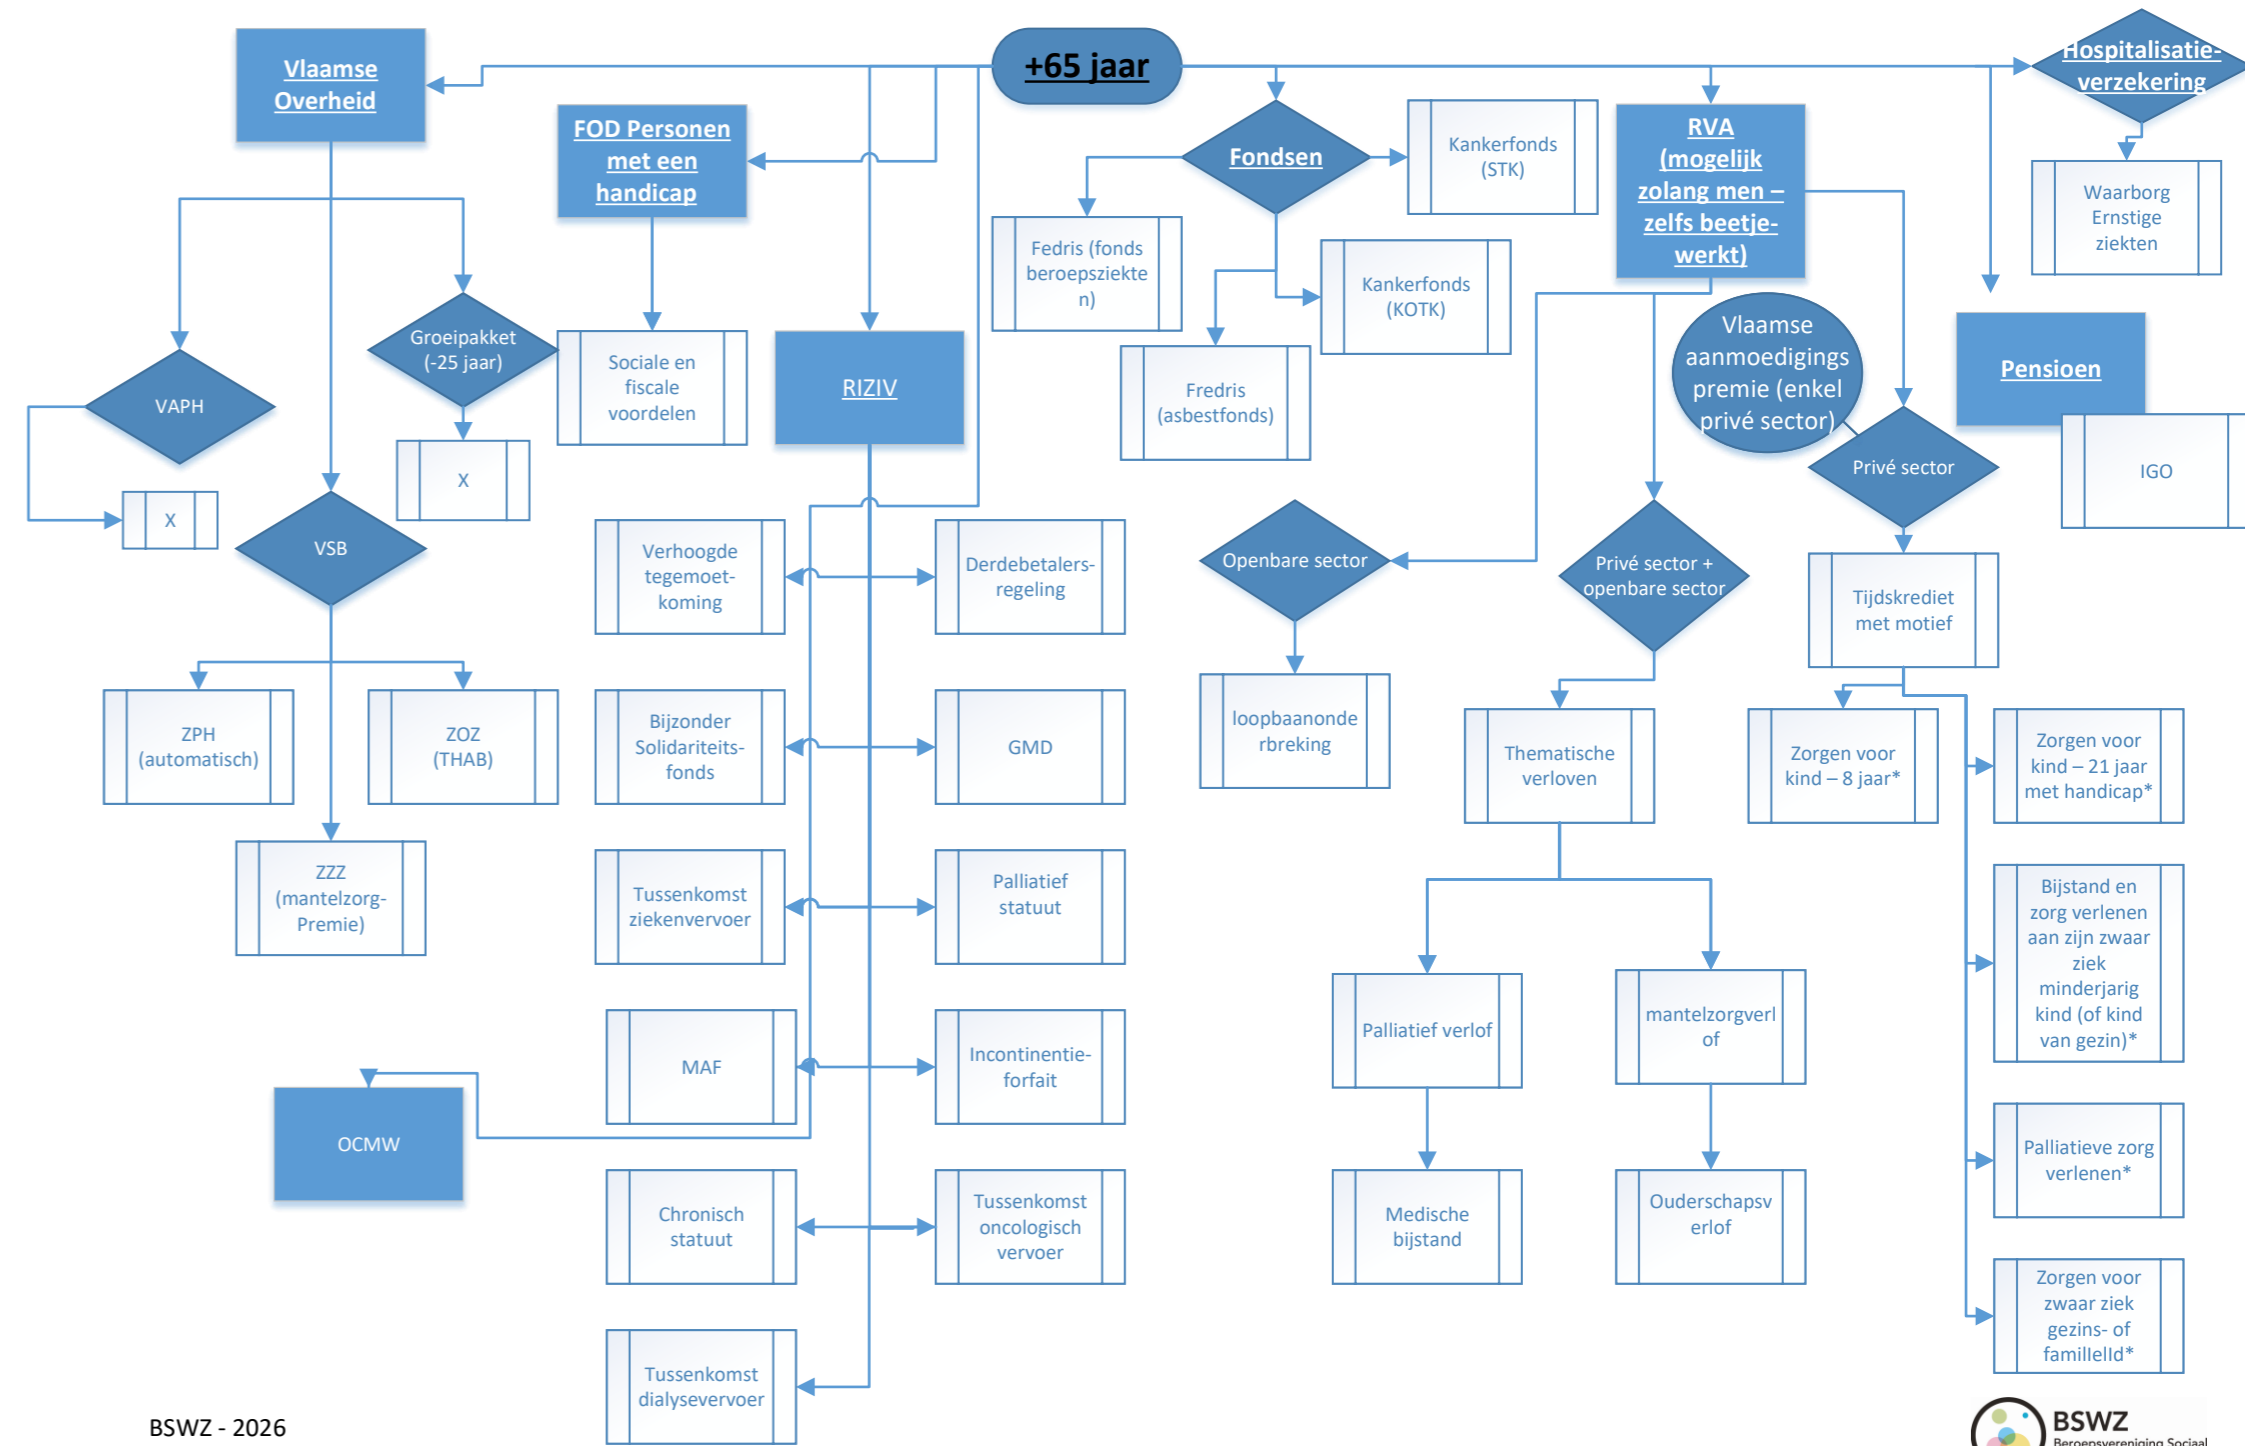 +65 jaar
Vlaamse
Overheid
FOD Personen
met een
handicap
Fondsen
Kankerfonds
(STK)
RVA
(mogelijk
zolang men –
zelfs beetje-
werkt)
Hospitalisatie-
verzekering
Waarborg
Ernstige
ziekten
Fedris (fonds
beroepsziekte
n)
Kankerfonds
(KOTK)
Fredris
(asbestfonds)
Vlaamse
aanmoedigings
premie (enkel
privé sector)
Pensioen
IGO
Groeipakket
(-25 jaar)
X
VAPH
X
VSB
Sociale en
fiscale
voordelen
RIZIV
Privé sector
Openbare sector
Privé sector +
openbare sector
Tijdskrediet
met motief
Verhoogde
tegemoet-
koming
Derdebetalers-
regeling
ZPH
(automatisch)
ZOZ
(THAB)
ZZZ
(mantelzorg-
Premie)
Bijzonder
Solidariteits-
fonds
GMD
loopbaanonde
rbreking
Thematische
verloven
Zorgen voor
kind – 8 jaar*
Zorgen voor
kind – 21 jaar
met handicap*
Tussenkomst
ziekenvervoer
Palliatief
statuut
Bijstand en
zorg verlenen
aan zijn zwaar
ziek
minderjarig
kind (of kind
van gezin)*
Palliatief verlof
mantelzorgverl
of
MAF
Incontinentie-
forfait
OCMW
Palliatieve zorg
verlenen*
Chronisch
statuut
Tussenkomst
oncologisch
vervoer
Medische
bijstand
Ouderschapsv
erlof
Zorgen voor
zwaar ziek
gezins- of
famillelld*
Tussenkomst
dialysevervoer
BSWZ - 2026
BSWZ
Beroepsvereniging Sociaal